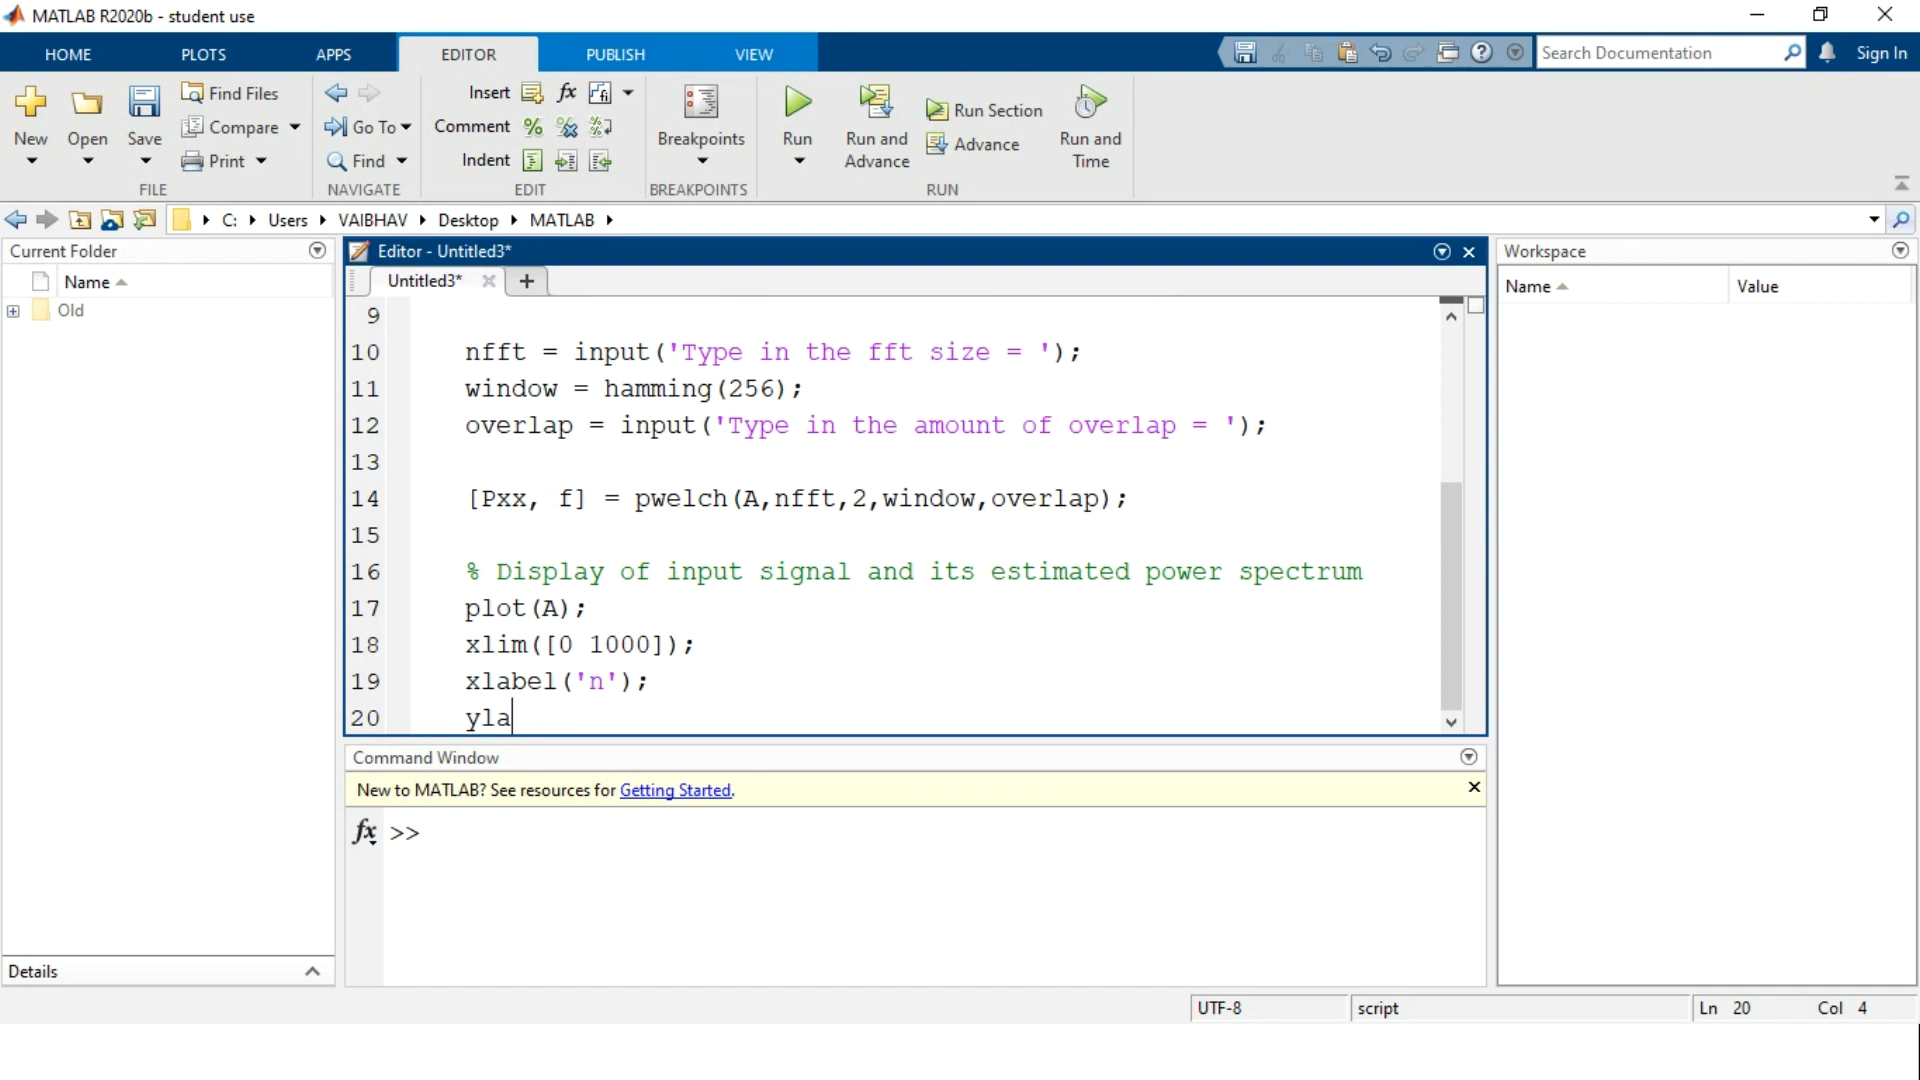 MATLAB R2020b - student use
HOME PLOTS APPS EDITOR PUBLISH VIEW
Search Documentation
Sign In
New
Open
Save
Find Files
Compare
Print
FILE
Go To
Find
NAVIGATE
Insert fx
Comment
Indent
EDIT
Breakpoints
BREAKPOINTS
Run
Run and Advance
Run Section
Advance
Run and Time
RUN
C: Users VAIBHAV Desktop MATLAB
Current Folder
Name
Old
Details
Editor - Untitled3*
Untitled3*
9
10 nfft = input('Type in the fft size = ');
11 window = hamming(256);
12 overlap = input('Type in the amount of overlap = ');
13
14 [Pxx, f] = pwelch(A,nfft,2,window,overlap);
15
16 % Display of input signal and its estimated power spectrum
17 plot(A);
18 xlim([0 1000]);
19 xlabel('n');
20 yla
Command Window
New to MATLAB? See resources for Getting Started.
fx >>
Workspace
Name Value
UTF-8 script Ln 20 Col 4